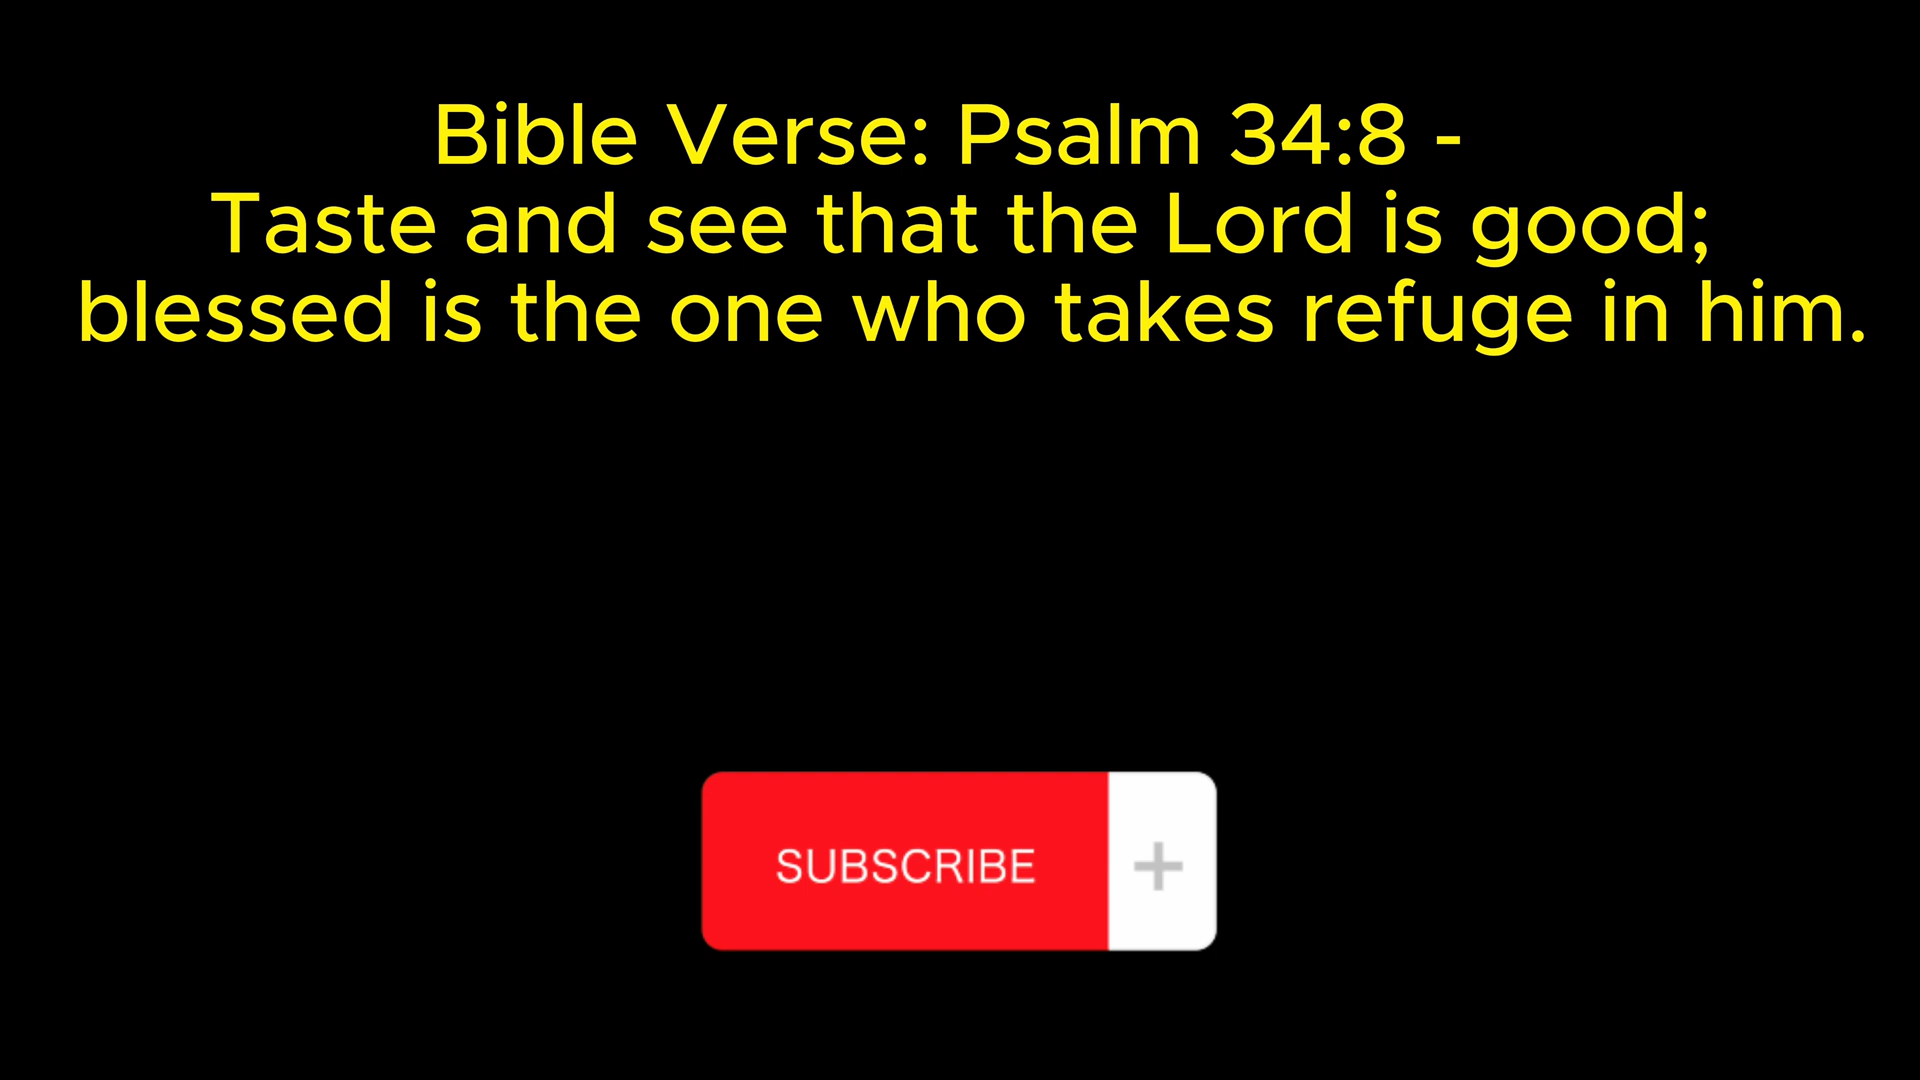 Bible Verse: Psalm 34:8 -
Taste and see that the Lord is good;
blessed is the one who takes refuge in him.
SUBSCRIBE +